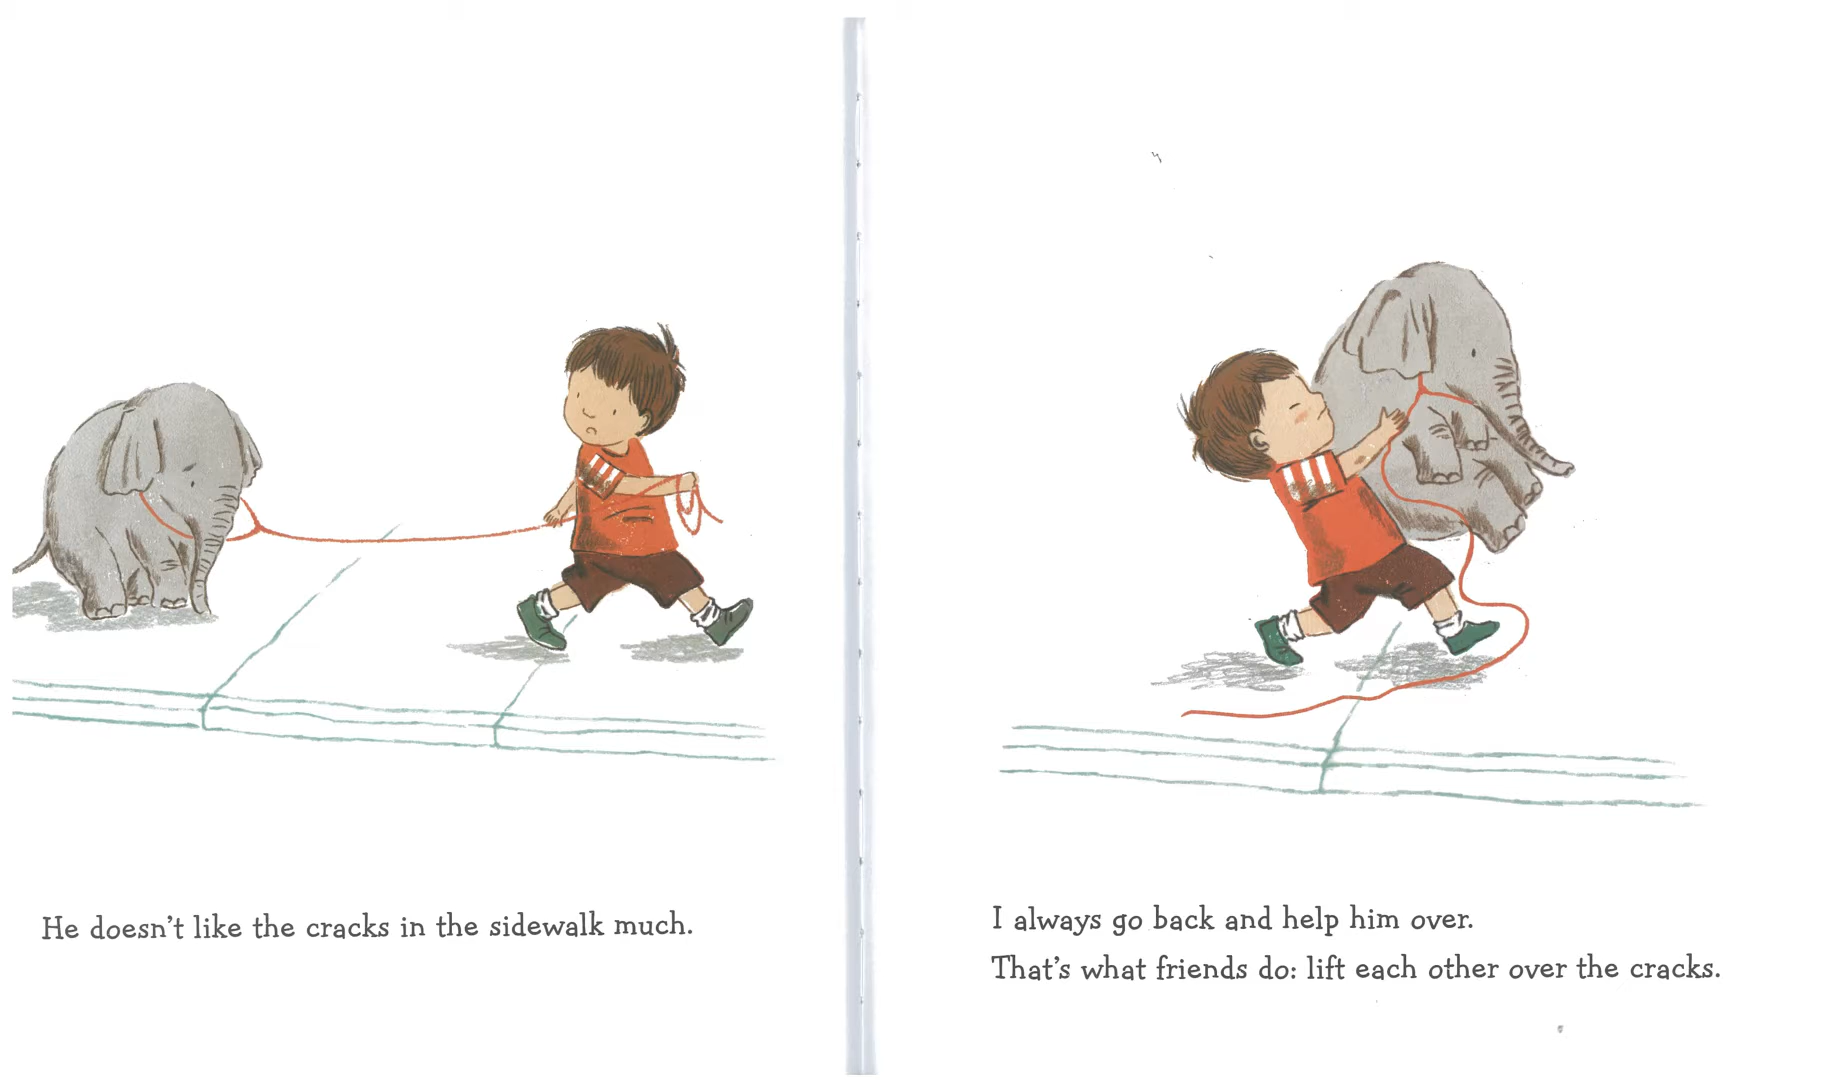 He doesn't like the cracks in the sidewalk much.
I always go back and help him over.
That's what friends do: lift each other over the cracks.